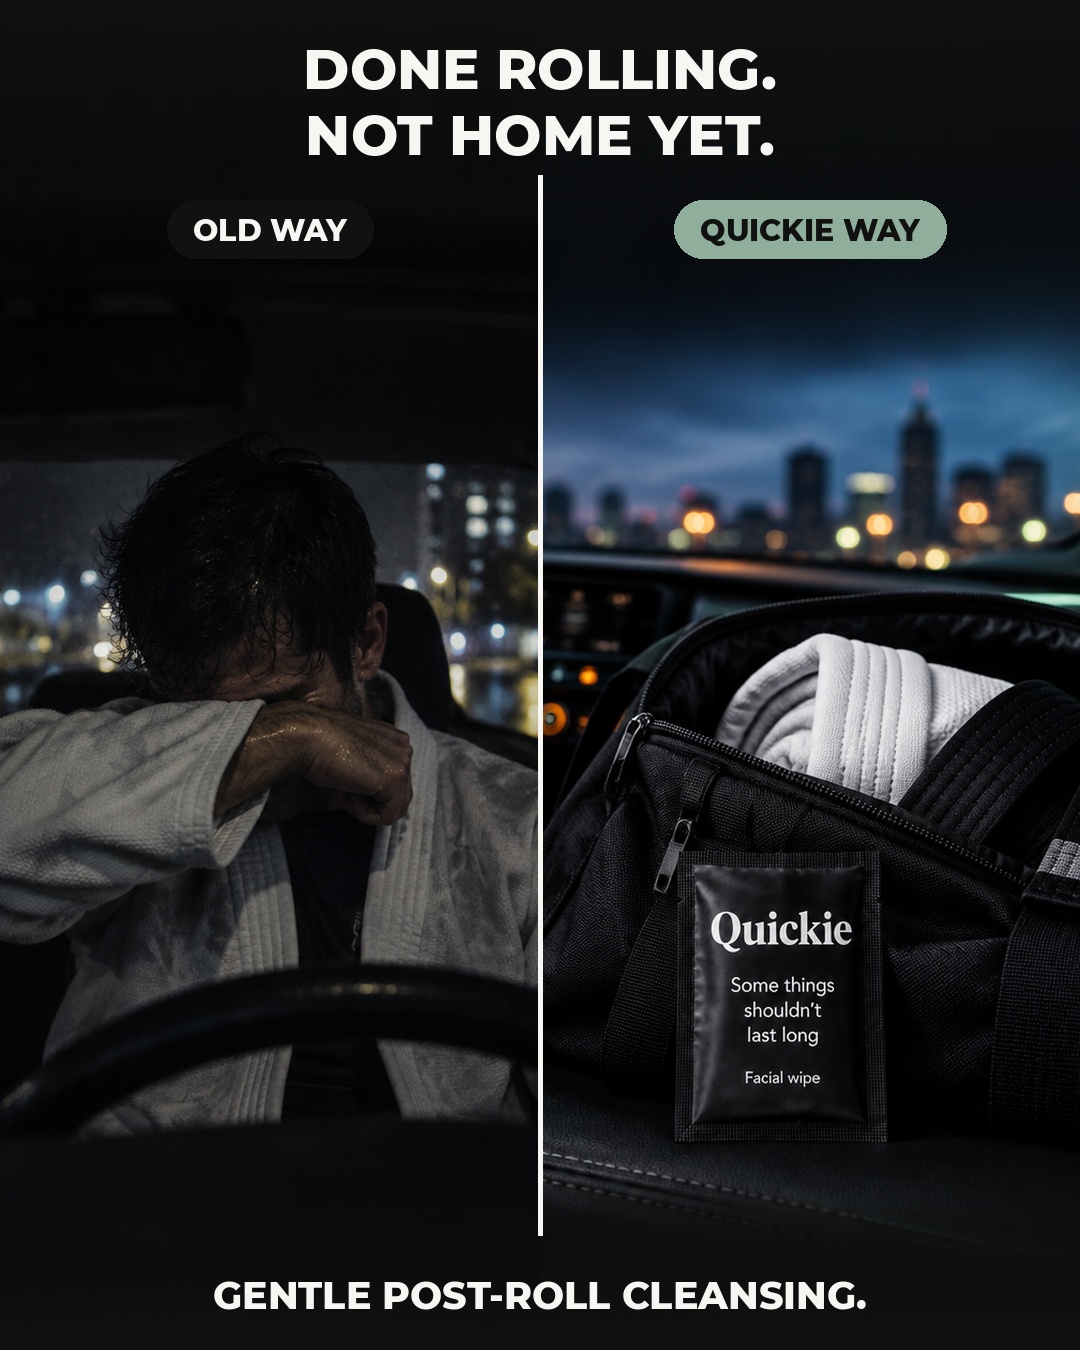 DONE ROLLING.
NOT HOME YET.
OLD WAY
QUICKIE WAY
Quickie
Some things
shouldn't
last long
Facial wipe
GENTLE POST-ROLL CLEANSING.